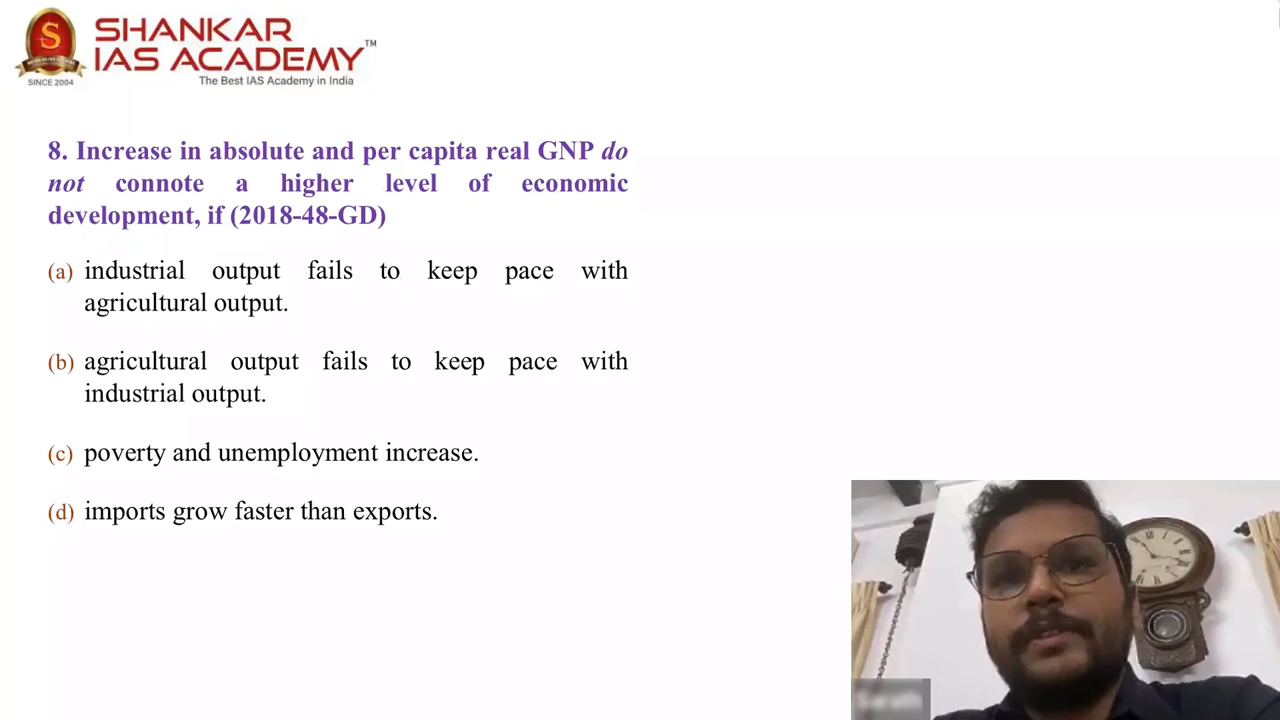 SHANKAR
IAS ACADEMY™
The Best IAS Academy in India
S
SINCE 2004
8. Increase in absolute and per capita real GNP do
not connote a higher level of economic
development, if (2018-48-GD)
(a) industrial output fails to keep pace with
agricultural output.
(b) agricultural output fails to keep pace with
industrial output.
(c) poverty and unemployment increase.
(d) imports grow faster than exports.